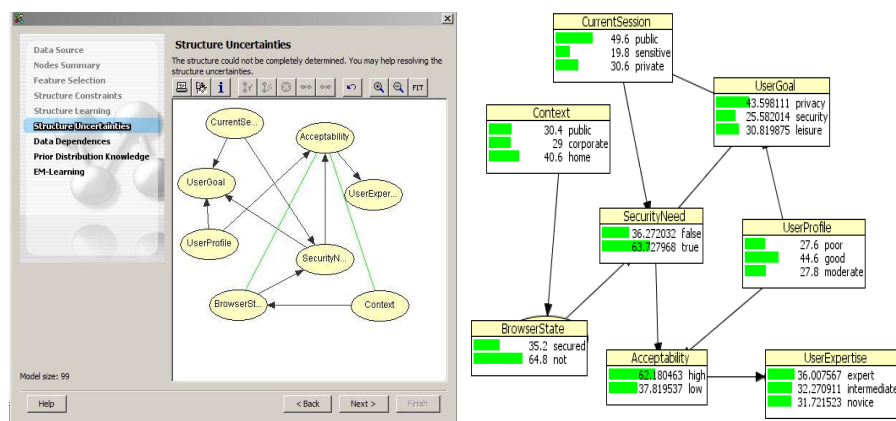 Data Source
Nodes Summary
Feature Selection
Structure Constraints
Structure Learning
Structure Uncertainties
Data Dependences
Prior Distribution Knowledge
EM-Learning
Model size: 99
Structure Uncertainties
The structure could not be completely determined. You may help resolving the
structure uncertainties.
i
FIT
CurrentSe...
Acceptability
UserGoal
UserExper...
UserProfile
SecurityN...
BrowserSt...
Context
Help
< Back
Next >
Finish
CurrentSession
49.6 public
19.8 sensitive
30.6 private
UserGoal
43.598111 privacy
25.582014 security
30.819875 leisure
Context
30.4 public
29 corporate
40.6 home
SecurityNeed
36.272032 false
63.727968 true
UserProfile
27.6 poor
44.6 good
27.8 moderate
BrowserState
35.2 secured
64.8 not
Acceptability
62.180463 high
37.819537 low
UserExpertise
36.007567 expert
32.270911 intermediate
31.721523 novice